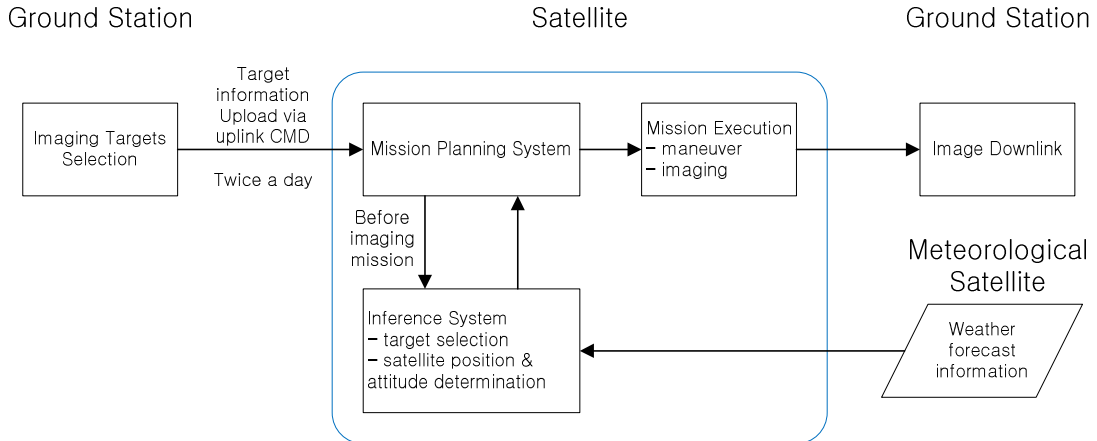 Ground Station
Satellite
Ground Station
Imaging Targets
Selection
Target
information
Upload via
uplink CMD
Twice a day
Mission Planning System
Mission Execution
- maneuver
- imaging
Image Downlink
Before
imaging
mission
Inference System
- target selection
- satellite position &
attitude determination
Meteorological
Satellite
Weather
forecast
information